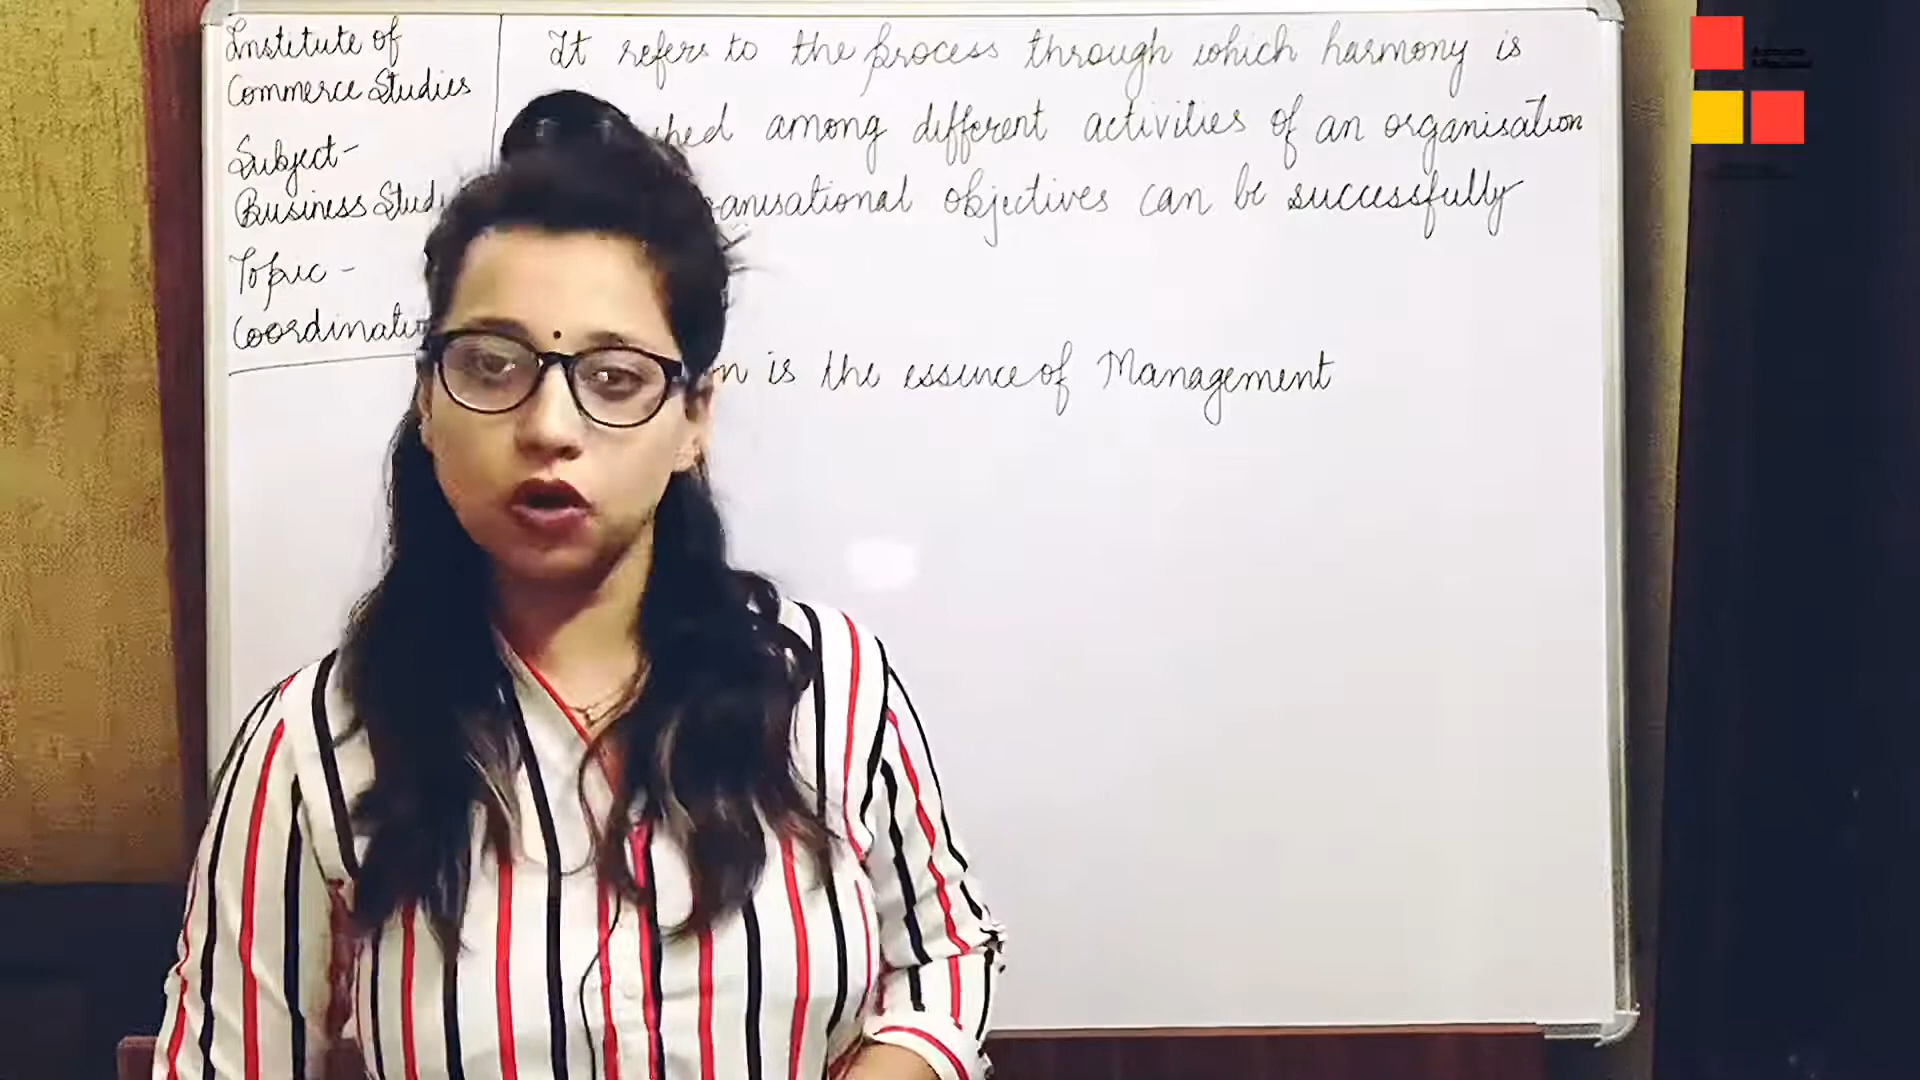 Institute of
Commerce Studies
Subject-
Business
Topic -
It refers to the process through which harmony is
among different activities of an organisation
objectives can be successfully
is the essence of Management